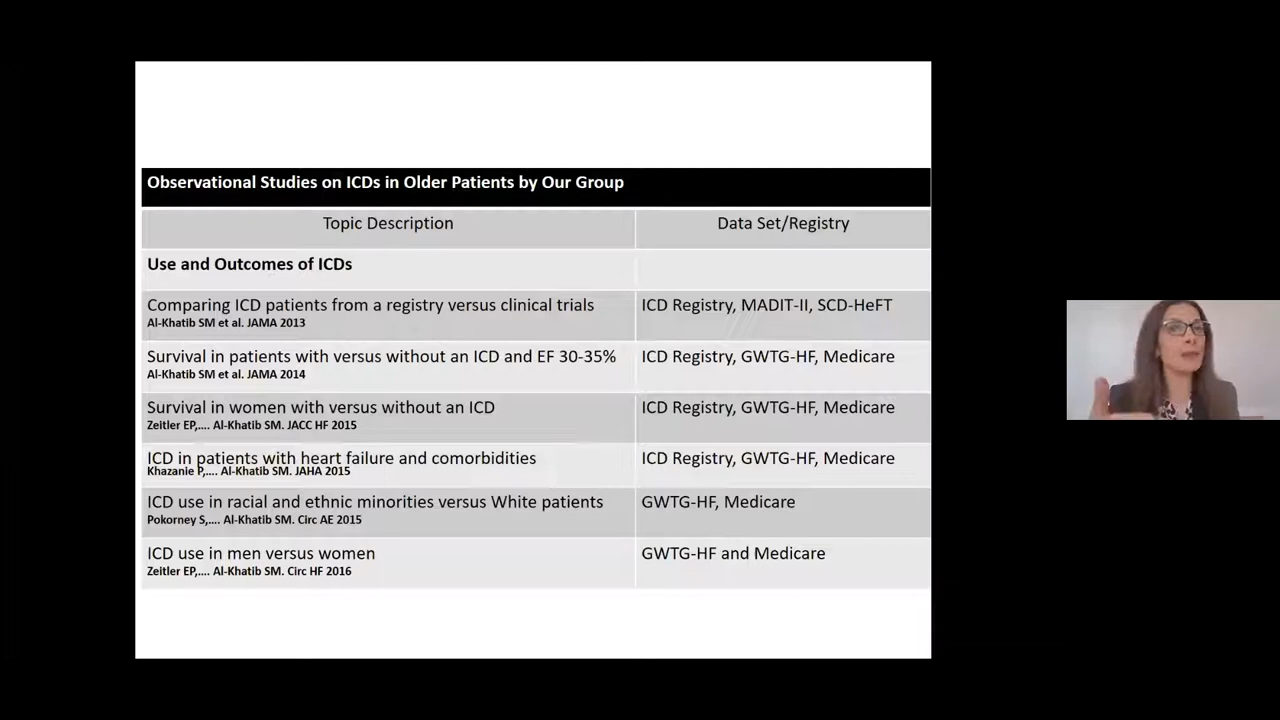 Observational Studies on ICDs in Older Patients by Our Group
Topic Description
Data Set/Registry
Use and Outcomes of ICDs
Comparing ICD patients from a registry versus clinical trials
Al-Khatib SM et al. JAMA 2013
ICD Registry, MADIT-II, SCD-HeFT
Survival in patients with versus without an ICD and EF 30-35%
Al-Khatib SM et al. JAMA 2014
ICD Registry, GWTG-HF, Medicare
Survival in women with versus without an ICD
Zeitler EP,.... Al-Khatib SM. JACC HF 2015
ICD Registry, GWTG-HF, Medicare
ICD in patients with heart failure and comorbidities
Khazanie P,.... Al-Khatib SM. JAHA 2015
ICD Registry, GWTG-HF, Medicare
ICD use in racial and ethnic minorities versus White patients
Pokorney S,.... Al-Khatib SM. Circ AE 2015
GWTG-HF, Medicare
ICD use in men versus women
Zeitler EP,.... Al-Khatib SM. Circ HF 2016
GWTG-HF and Medicare